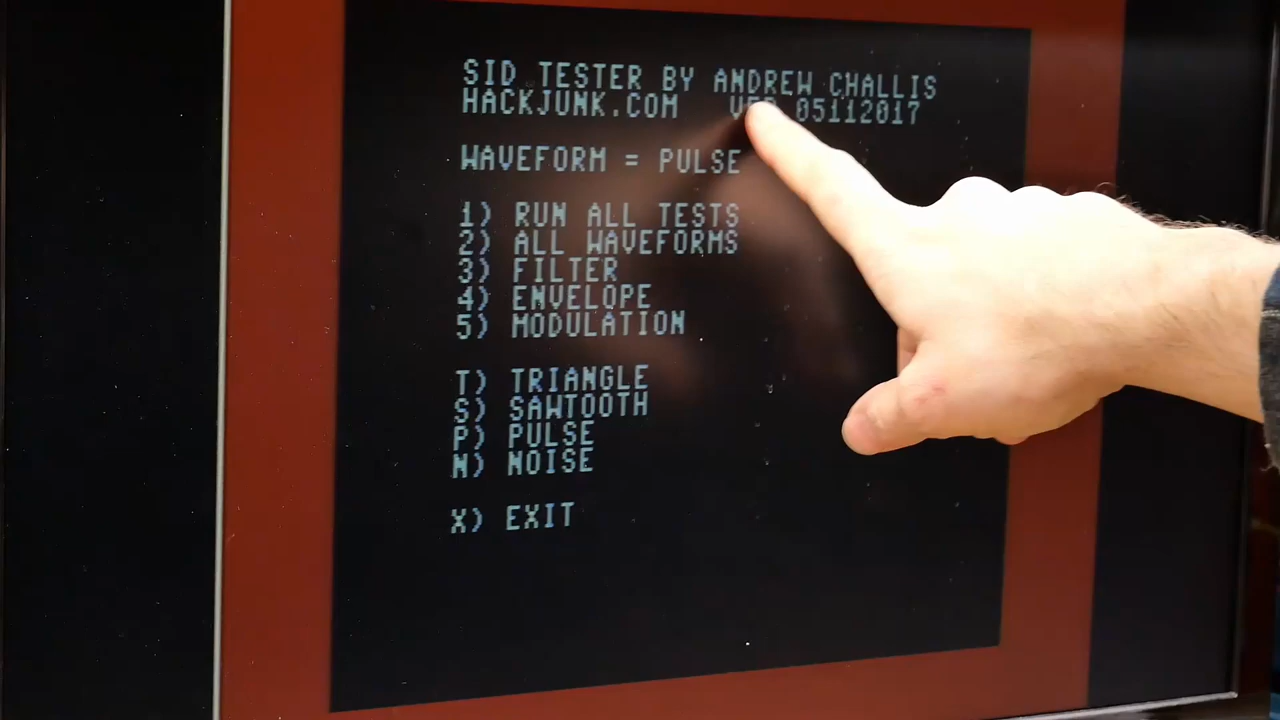 SID TESTER BY ANDREW CHALLIS
HACKJUNK.COM VER 05112017
WAVEFORM = PULSE
1) RUN ALL TESTS
2) ALL WAVEFORMS
3) FILTER
4) ENVELOPE
5) MODULATION
T) TRIANGLE
S) SAWTOOTH
P) PULSE
N) NOISE
X) EXIT